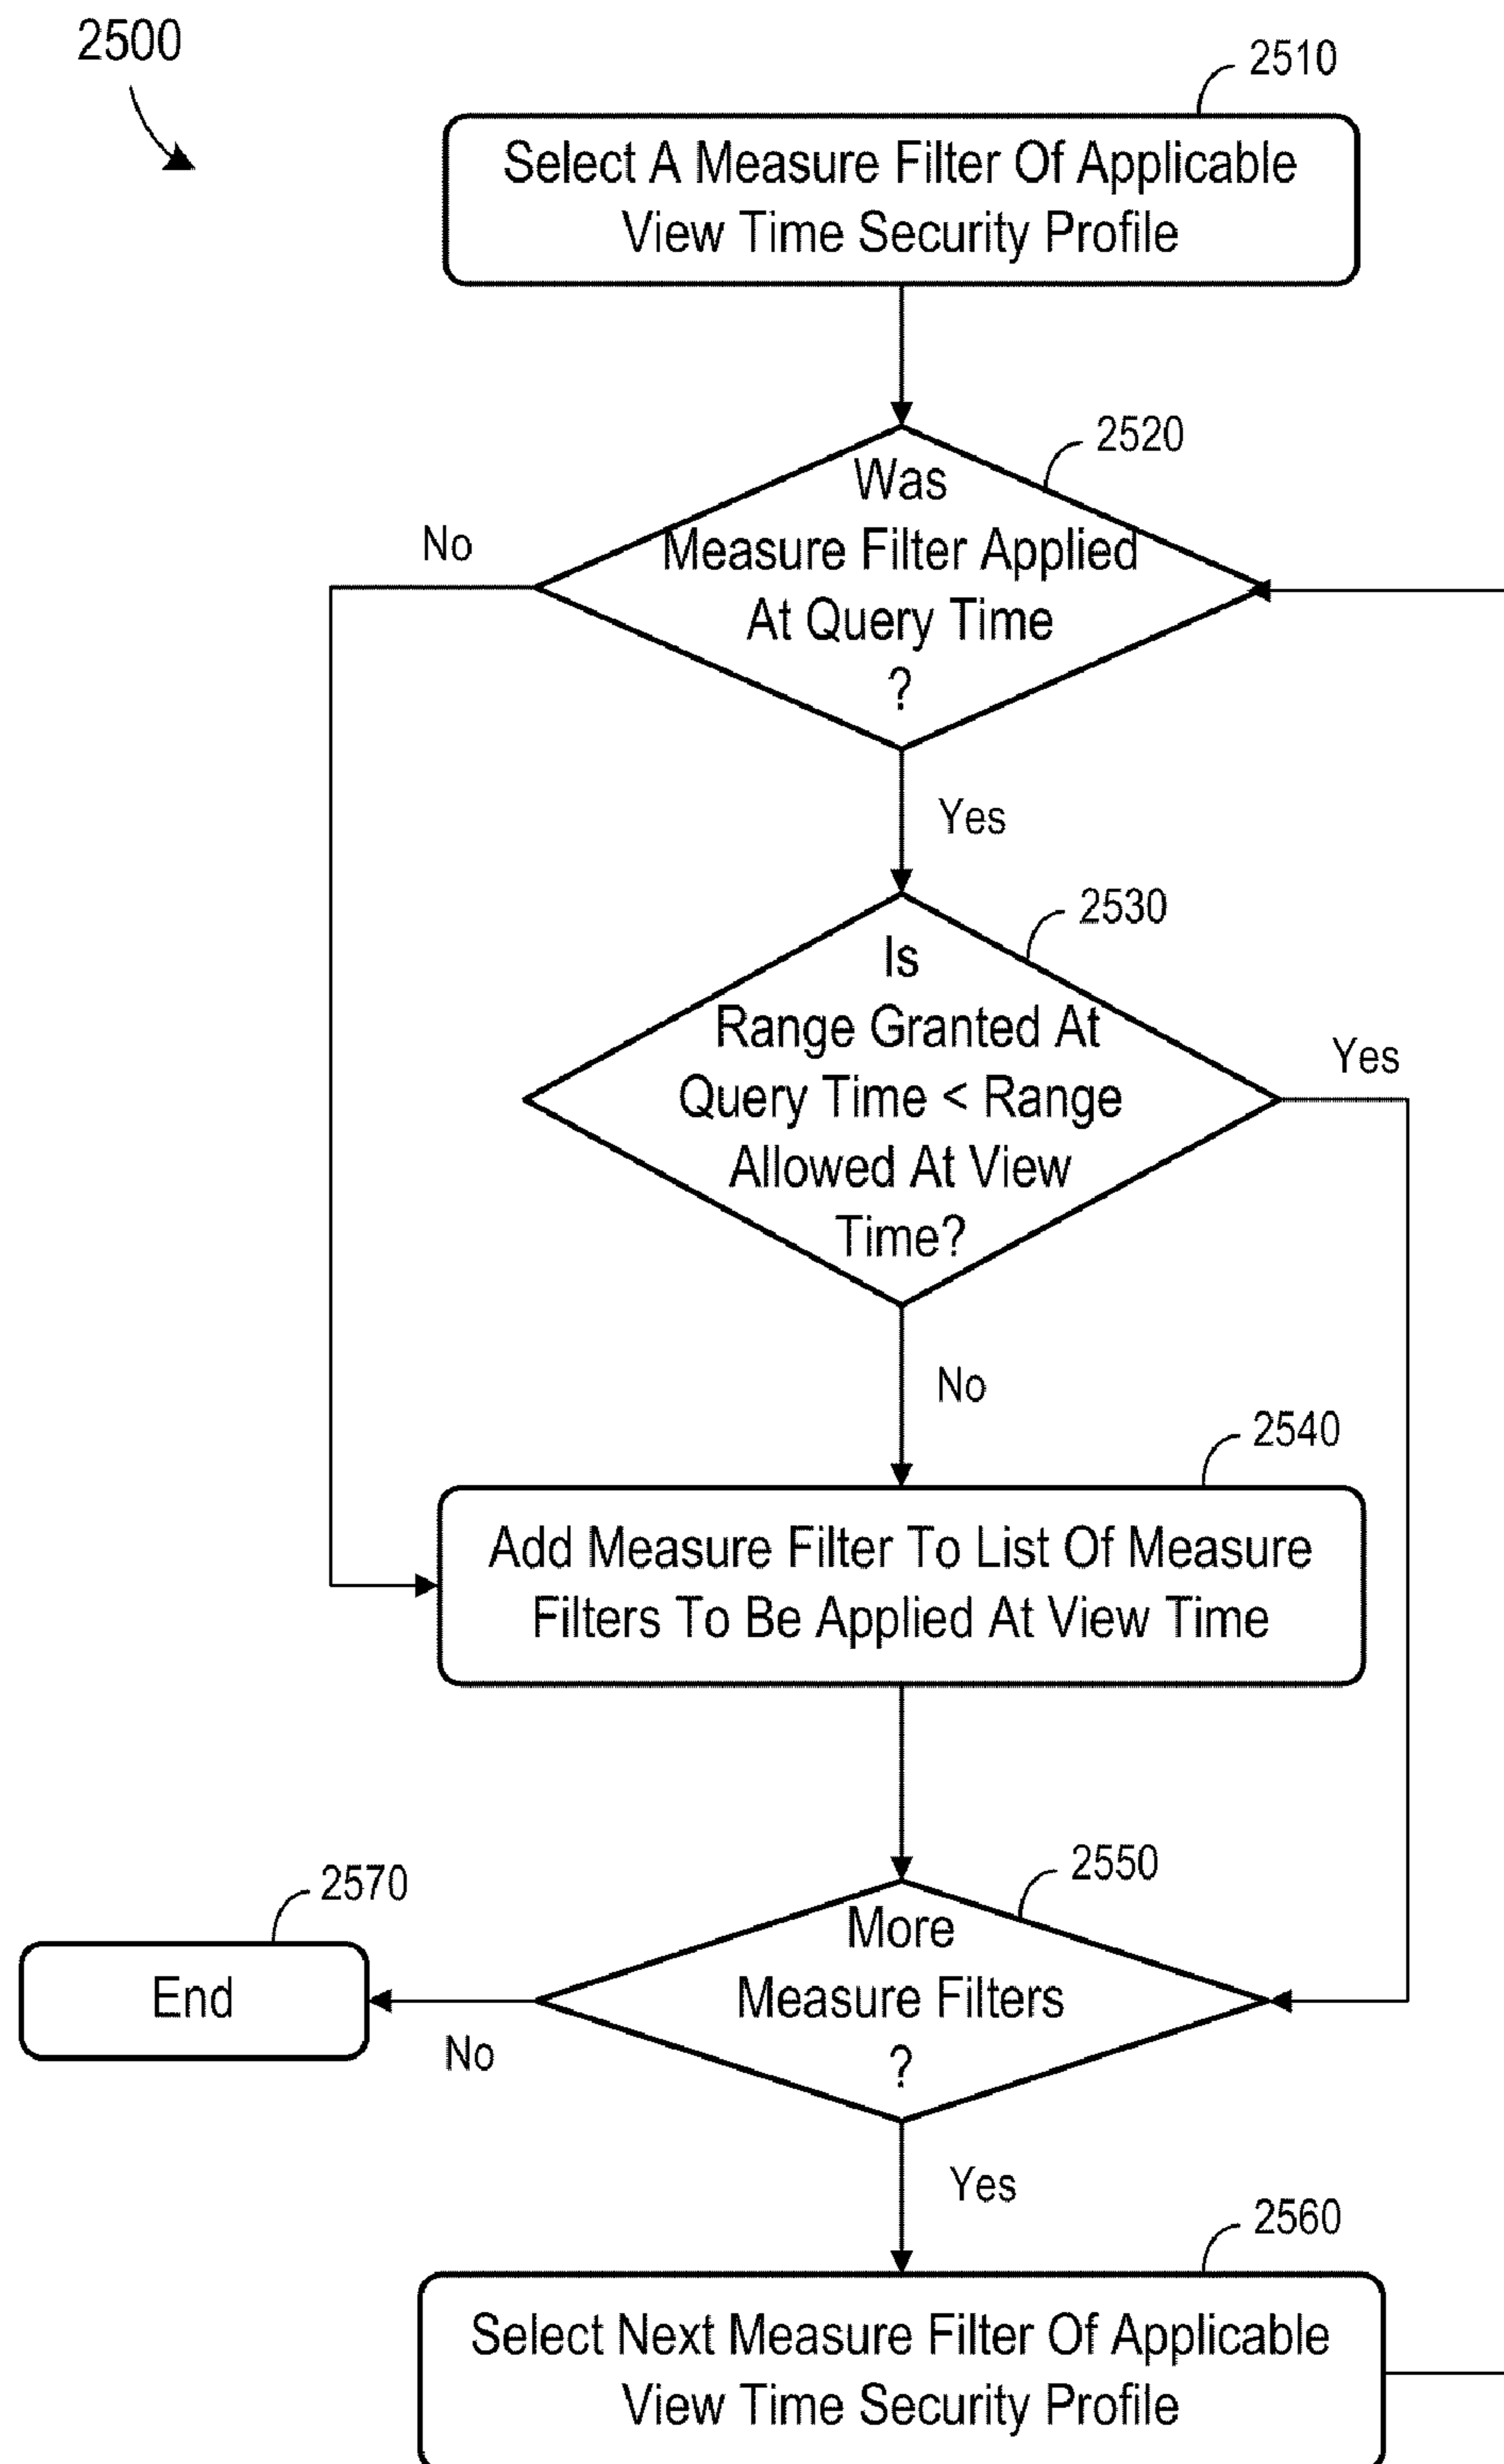 2500
2510
Select A Measure Filter Of Applicable
View Time Security Profile
2520
Was
Measure Filter Applied
At Query Time
?
No
Yes
2530
Is
Range Granted At
Query Time < Range
Allowed At View
Time?
Yes
No
2540
Add Measure Filter To List Of Measure
Filters To Be Applied At View Time
2550
More
Measure Filters
?
2570
End
No
Yes
2560
Select Next Measure Filter Of Applicable
View Time Security Profile